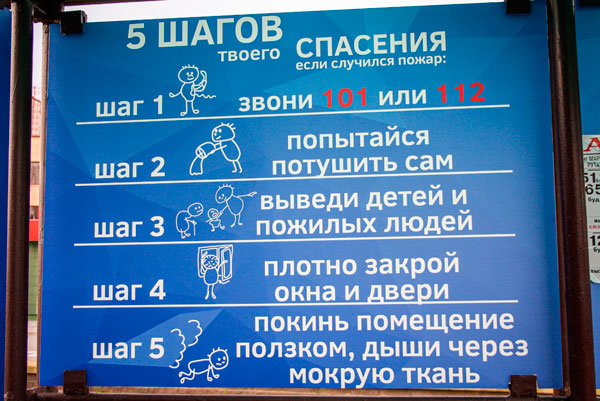 5 ШАГОВ
твоего СПАСЕНИЯ
если случился пожар:
шаг 1 звони 101 или 112
шаг 2 попытайся
потушить сам
шаг 3 выведи детей и
пожилых людей
шаг 4 плотно закрой
окна и двери
шаг 5 покинь помещение
ползком, дыши через
мокрую ткань